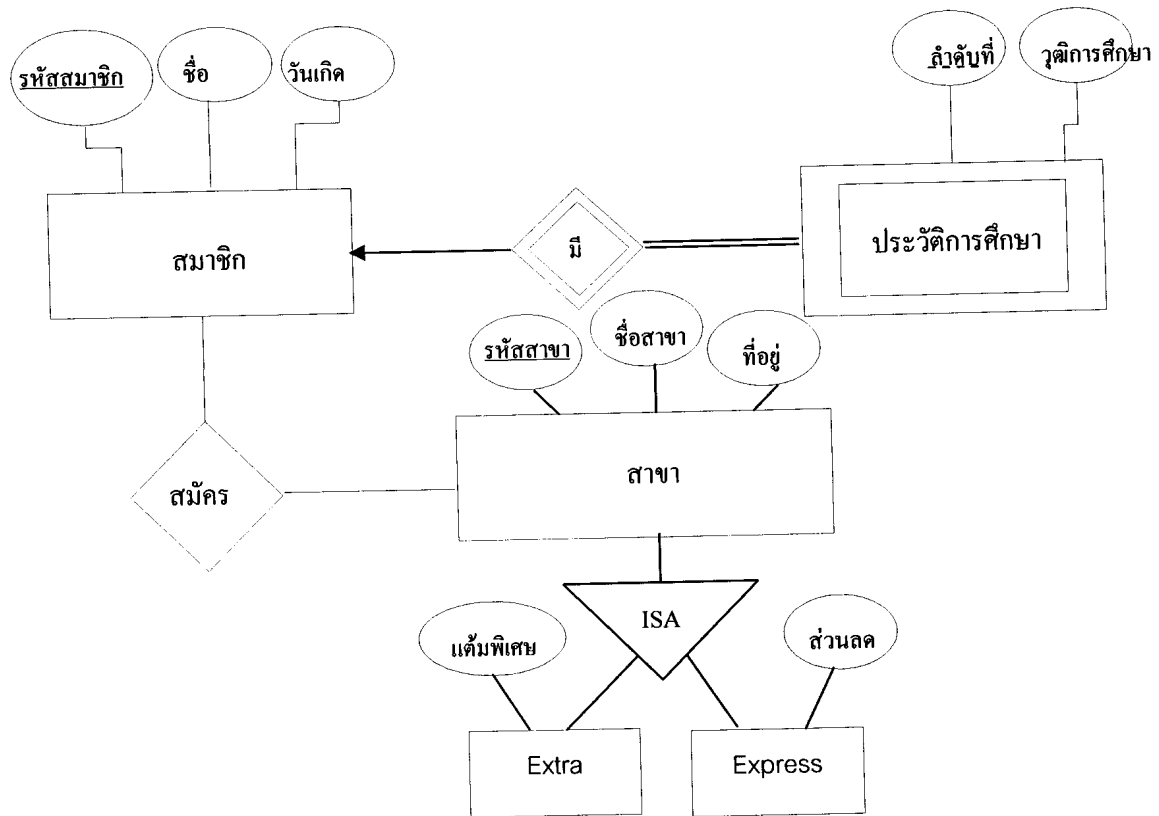 รหัสสมาชิก
ชื่อ
วันเกิด
ลำดับที่
วุฒิการศึกษา
สมาชิก
มี
ประวัติการศึกษา
รหัสสาขา
ชื่อสาขา
ที่อยู่
สมัคร
สาขา
ISA
แต้มพิเศษ
ส่วนลด
Extra
Express